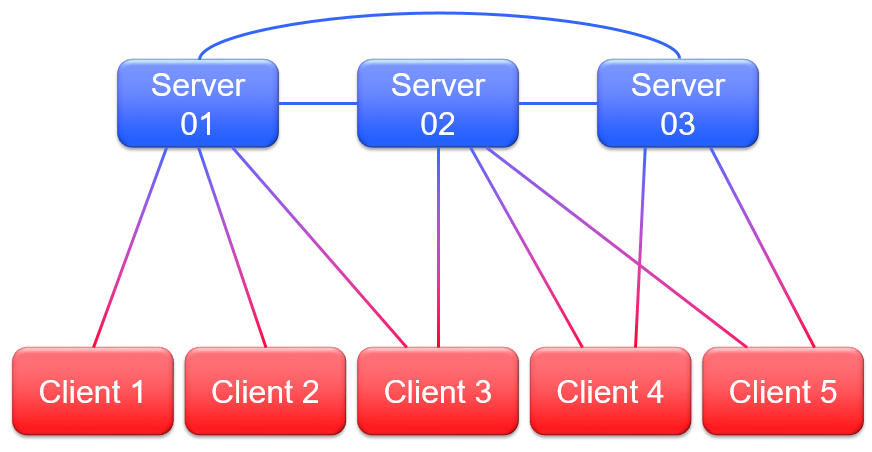 Server
01
Server
02
Server
03
Client 1
Client 2
Client 3
Client 4
Client 5